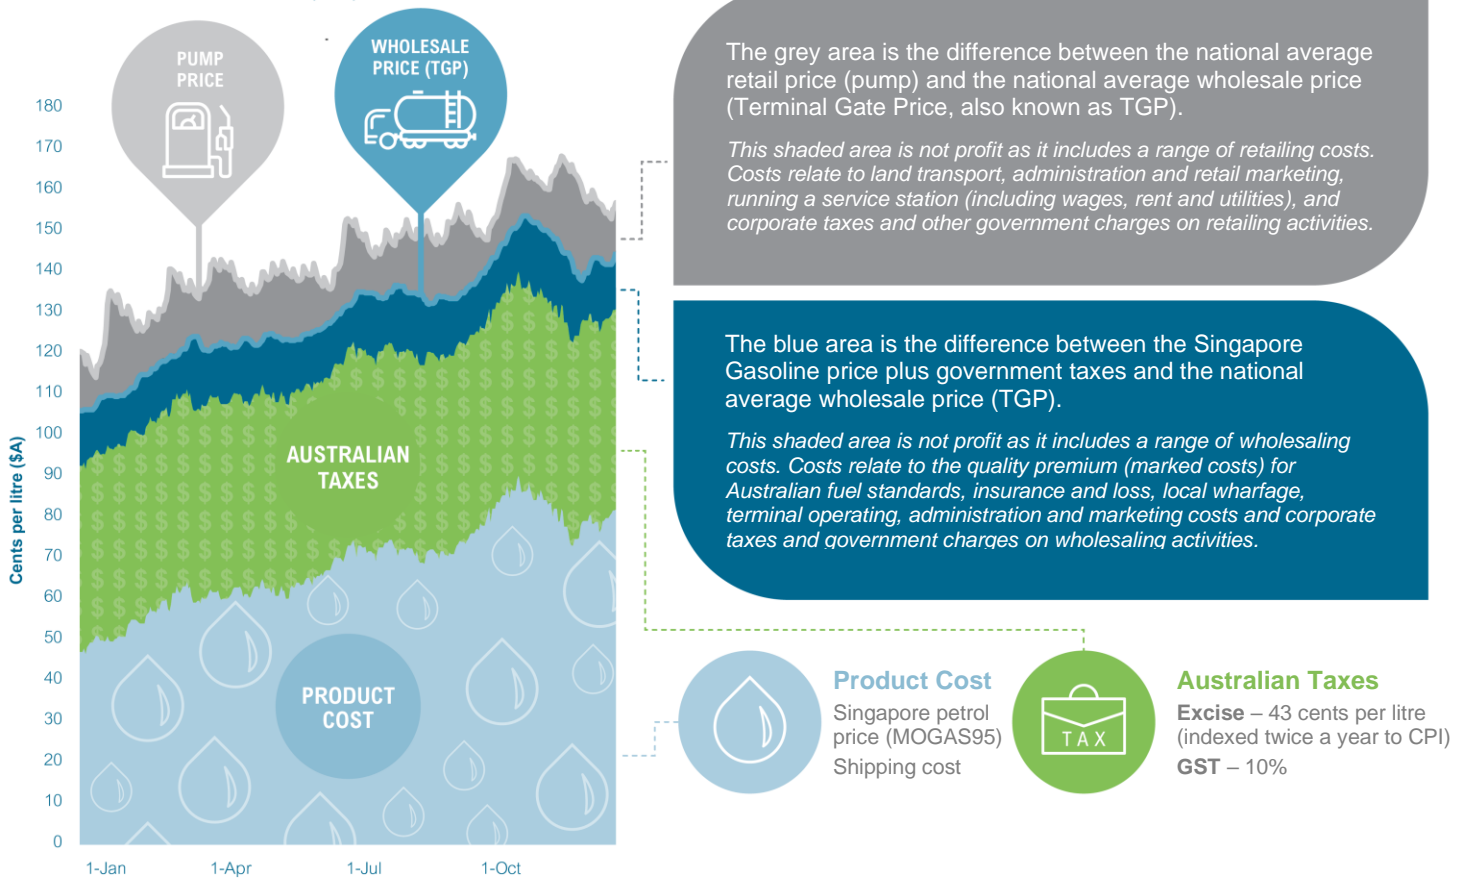 PUMP
PRICE
WHOLESALE
PRICE (TGP)
Cents per litre ($A)
180
170
160
150
140
130
120
110
100
90
80
70
60
50
40
30
20
10
0
1-Jan
1-Apr
1-Jul
1-Oct
AUSTRALIAN
TAXES
PRODUCT
COST
The grey area is the difference between the national average
retail price (pump) and the national average wholesale price
(Terminal Gate Price, also known as TGP).
This shaded area is not profit as it includes a range of retailing costs.
Costs relate to land transport, administration and retail marketing,
running a service station (including wages, rent and utilities), and
corporate taxes and other government charges on retailing activities.
The blue area is the difference between the Singapore
Gasoline price plus government taxes and the national
average wholesale price (TGP).
This shaded area is not profit as it includes a range of wholesaling
costs. Costs relate to the quality premium (marked costs) for
Australian fuel standards, insurance and loss, local wharfage,
terminal operating, administration and marketing costs and corporate
taxes and government charges on wholesaling activities.
Product Cost
Singapore petrol
price (MOGAS95)
Shipping cost
TAX
Australian Taxes
Excise – 43 cents per litre
(indexed twice a year to CPI)
GST – 10%